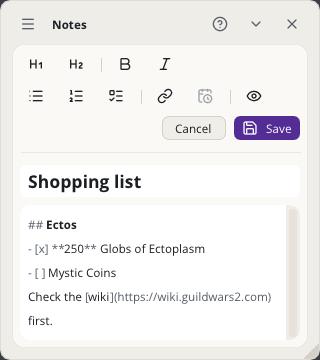 Notes
H1 H2 B I
Cancel Save
Shopping list
## Ectos
- [x] **250** Globs of Ectoplasm
- [ ] Mystic Coins
Check the [wiki](https://wiki.guildwars2.com)
first.